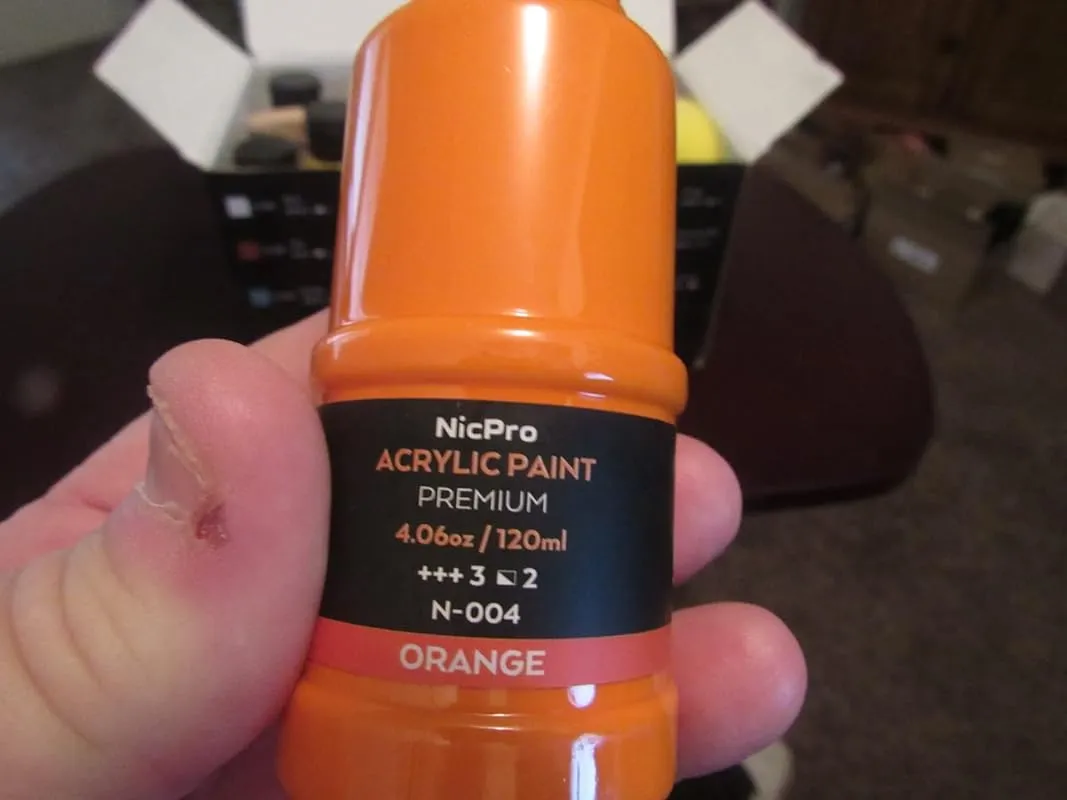 NicPro
ACRYLIC PAINT
PREMIUM
4.06oz / 120ml
+++ 3 ◩ 2
N-004
ORANGE